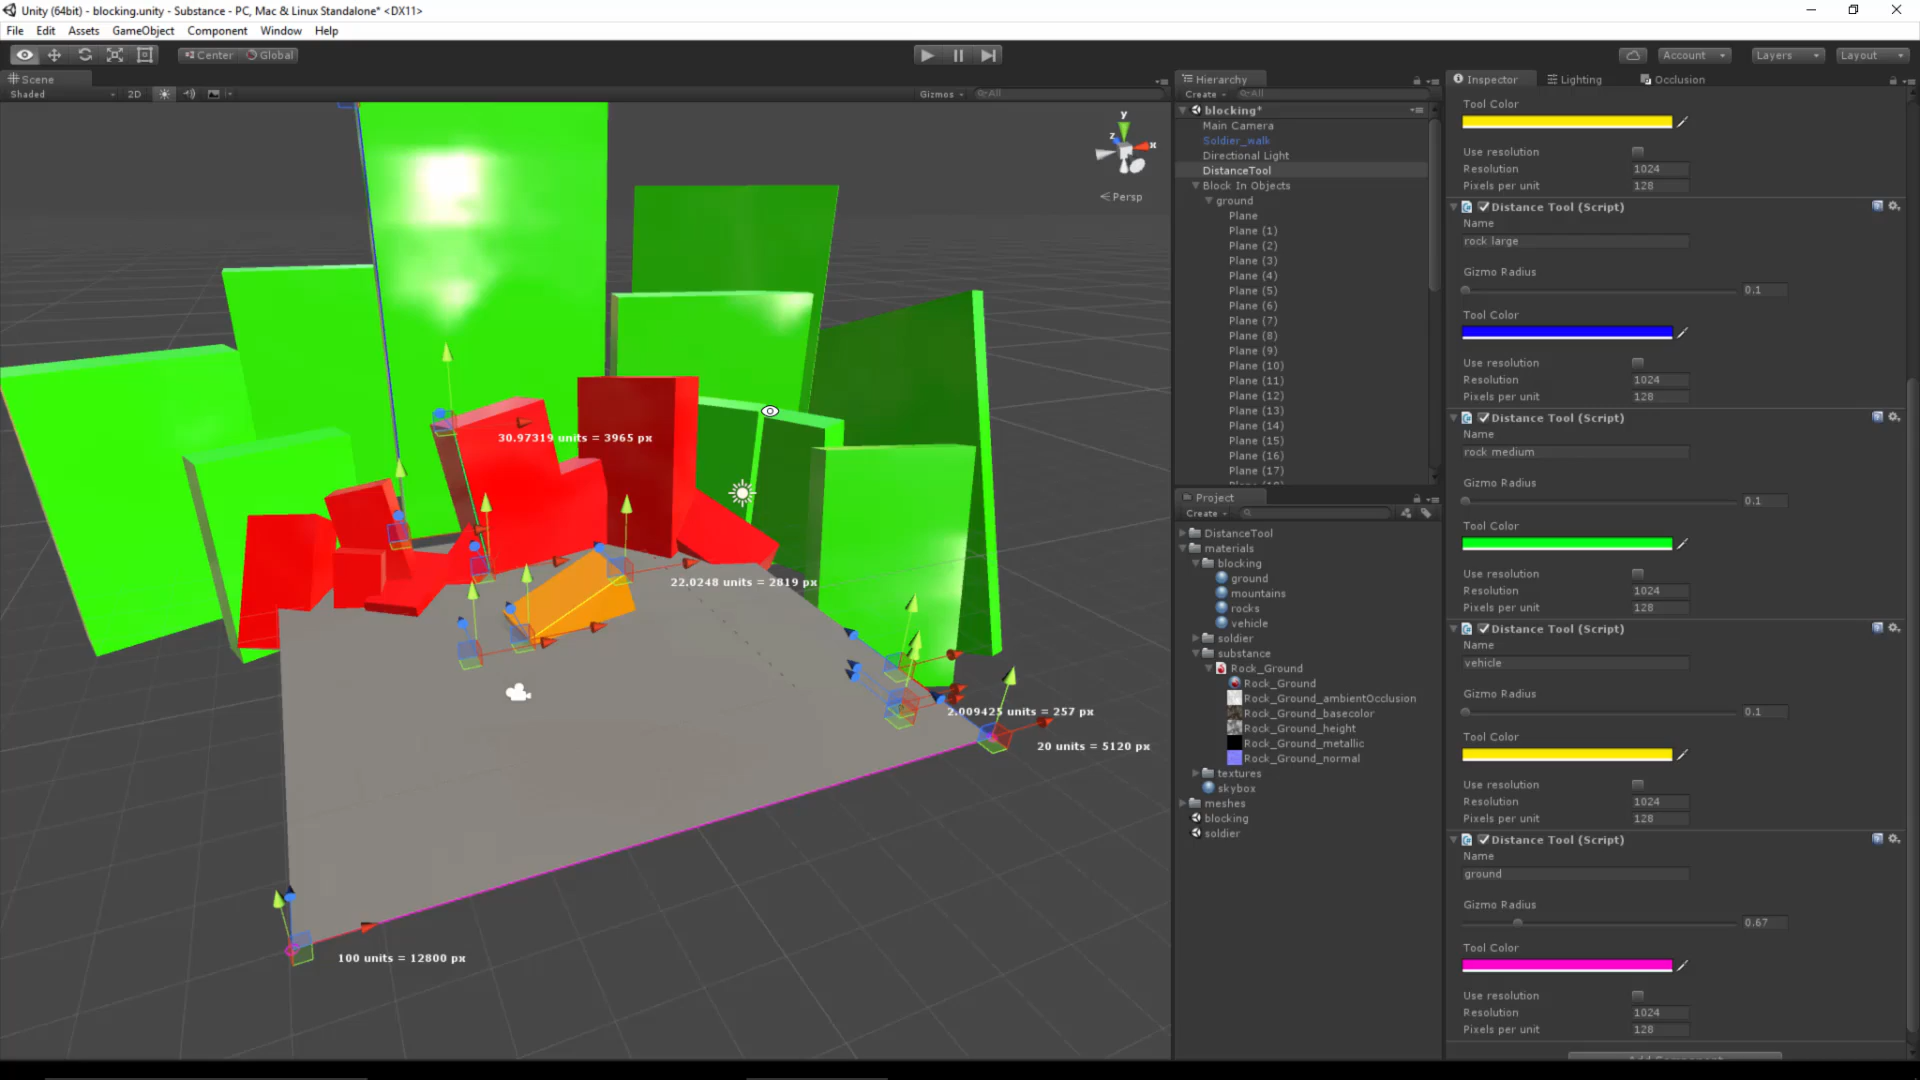 Unity (64bit) - blocking.unity - Substance - PC, Mac & Linux Standalone* <DX11>
File Edit Assets GameObject Component Window Help
Center Global
Account Layers Layout
Scene
Shaded 2D Gizmos All
y
z
x
Persp
30.97319 units = 3965 px
22.0248 units = 2819 px
2.009425 units = 257 px
20 units = 5120 px
100 units = 12800 px
Hierarchy
Create All
blocking*
Main Camera
Soldier_walk
Directional Light
DistanceTool
Block In Objects
ground
Plane
Plane (1)
Plane (2)
Plane (3)
Plane (4)
Plane (5)
Plane (6)
Plane (7)
Plane (8)
Plane (9)
Plane (10)
Plane (11)
Plane (12)
Plane (13)
Plane (14)
Plane (15)
Plane (16)
Plane (17)
Project
Create
DistanceTool
materials
blocking
ground
mountains
rocks
vehicle
soldier
substance
Rock_Ground
Rock_Ground
Rock_Ground_ambientOcclusion
Rock_Ground_basecolor
Rock_Ground_height
Rock_Ground_metallic
Rock_Ground_normal
textures
skybox
meshes
blocking
soldier
Inspector Lighting Occlusion
Tool Color
Use resolution
Resolution 1024
Pixels per unit 128
Distance Tool (Script)
Name
rock large
Gizmo Radius
0.1
Tool Color
Use resolution
Resolution 1024
Pixels per unit 128
Distance Tool (Script)
Name
rock medium
Gizmo Radius
0.1
Tool Color
Use resolution
Resolution 1024
Pixels per unit 128
Distance Tool (Script)
Name
vehicle
Gizmo Radius
0.1
Tool Color
Use resolution
Resolution 1024
Pixels per unit 128
Distance Tool (Script)
Name
ground
Gizmo Radius
0.67
Tool Color
Use resolution
Resolution 1024
Pixels per unit 128